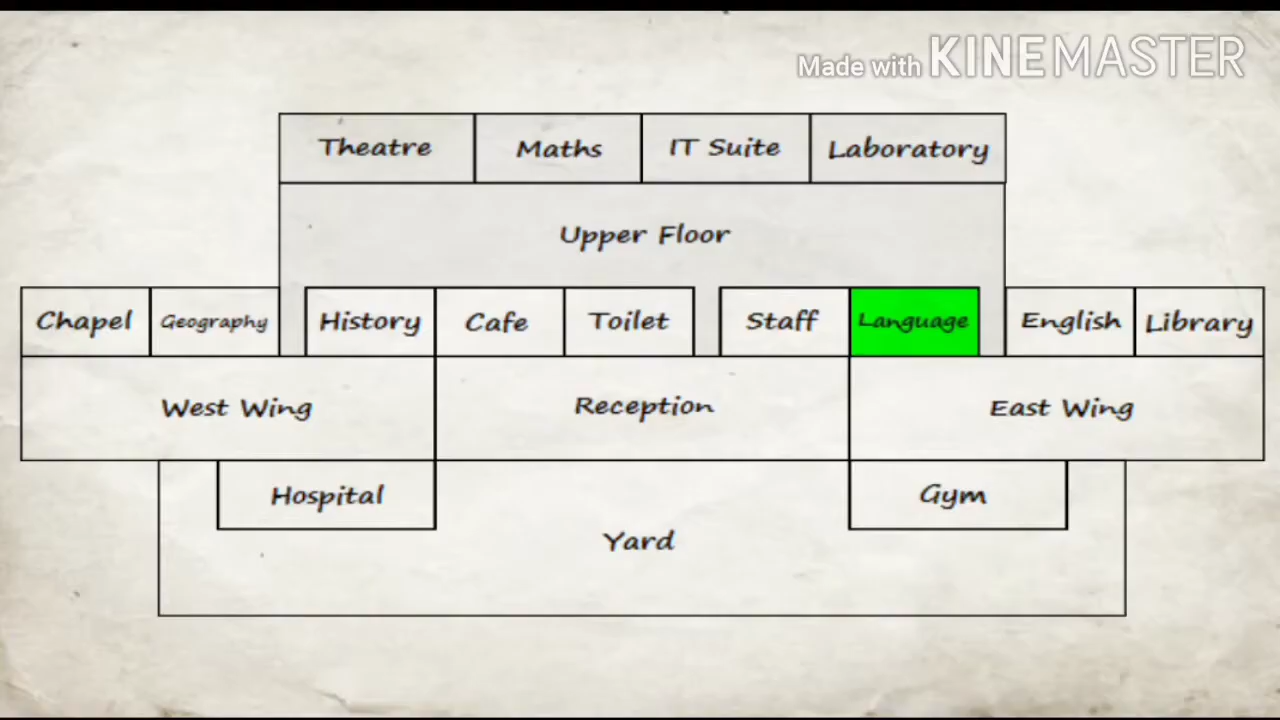 Made with KINEMASTER
Theatre
Maths
IT Suite
Laboratory
Upper Floor
Chapel
Geography
History
Cafe
Toilet
Staff
Language
English
Library
West Wing
Reception
East Wing
Hospital
Gym
Yard